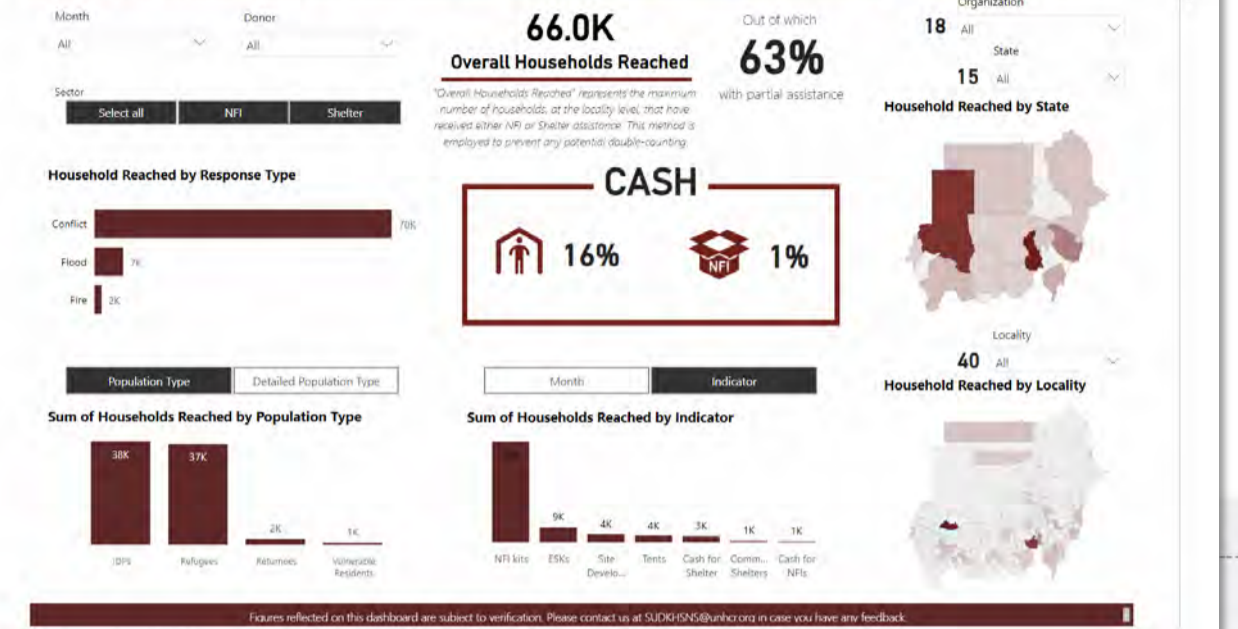 Month
Donor
All
All
Sector
Select all
NFI
Shelter
66.0K
Overall Households Reached
"Overall Households Reached" represents the maximum
number of households, at the locality level, that have
received either NFI or Shelter assistance. This method is
employed to prevent any potential double-counting.
Out of which
63%
with partial assistance
Organization
18 All
State
15 All
Household Reached by State
Household Reached by Response Type
Conflict
70K
Flood
7K
Fire
2K
CASH
16%
NFI
1%
Locality
40 All
Household Reached by Locality
Population Type
Detailed Population Type
Sum of Households Reached by Population Type
38K
37K
2K
1K
IDPs
Refugees
Returnees
Vulnerable
Residents
Month
Indicator
Sum of Households Reached by Indicator
9K
4K
4K
3K
1K
1K
NFI kits
ESKs
Site
Develo...
Tents
Cash for
Shelter
Comm...
Shelters
Cash for
NFIs
Figures reflected on this dashboard are subject to verification. Please contact us at SUDKHSNS@unhcr.org in case you have any feedback.